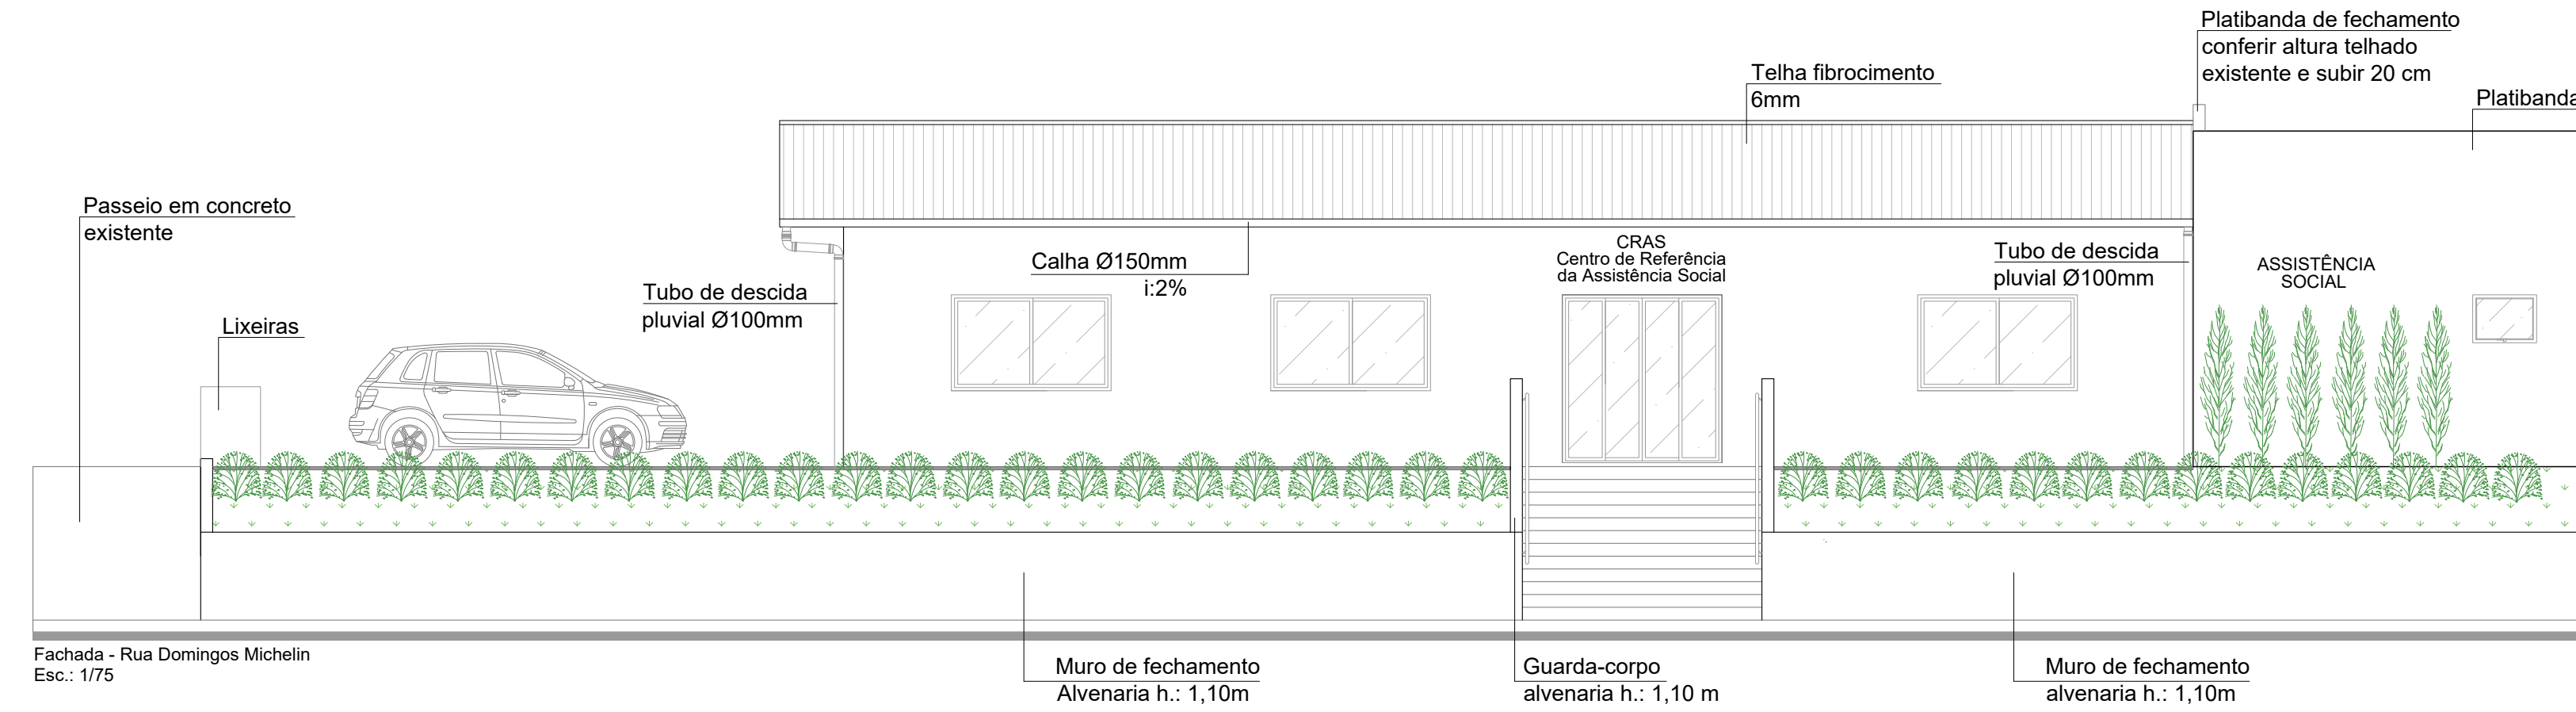 Platibanda de fechamento
conferir altura telhado
existente e subir 20 cm
Telha fibrocimento
6mm
Platibanda
Passeio em concreto
existente
CRAS
Centro de Referência
da Assistência Social
Calha Ø150mm
i:2%
Tubo de descida
pluvial Ø100mm
ASSISTÊNCIA
SOCIAL
Tubo de descida
pluvial Ø100mm
Lixeiras
Fachada - Rua Domingos Michelin
Esc.: 1/75
Muro de fechamento
Alvenaria h.: 1,10m
Guarda-corpo
alvenaria h.: 1,10 m
Muro de fechamento
alvenaria h.: 1,10m